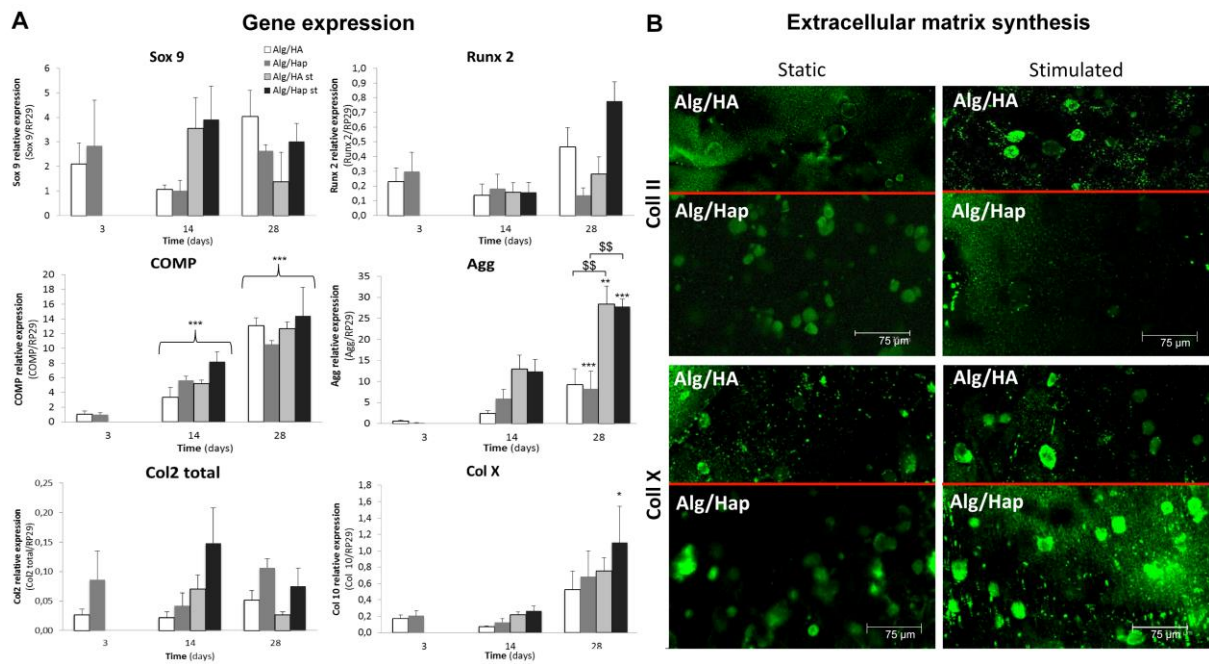 A
Gene expression
Sox 9
Alg/HA
Alg/Hap
Alg/HA st
Alg/Hap st
Sox 9 relative expression
(Sox 9/RP29)
6
5
4
3
2
1
0
3
14
28
Time (days)
Runx 2
Runx 2 relative expression
(Runx 2/RP29)
1,0
0,9
0,8
0,7
0,6
0,5
0,4
0,3
0,2
0,1
0,0
3
14
28
Time (days)
COMP
COMP relative expression
(COMP/RP29)
20
18
16
14
12
10
8
6
4
2
0
***
***
3
14
28
Time (days)
Agg
Agg relative expression
(Agg/RP29)
35
30
25
20
15
10
5
0
$$
$$
**
***
***
3
14
28
Time (days)
Col2 total
Col2 relative expression
(Col2 total/RP29)
0,25
0,20
0,15
0,10
0,05
0,00
3
14
28
Time (days)
Col X
Col 10 relative expression
(Col 10/RP29)
1,8
1,6
1,4
1,2
1,0
0,8
0,6
0,4
0,2
0,0
*
3
14
28
Time (days)
B
Extracellular matrix synthesis
Static
Stimulated
Coll II
Alg/HA
Alg/HA
Alg/Hap
Alg/Hap
75 µm
75 µm
Coll X
Alg/HA
Alg/HA
Alg/Hap
Alg/Hap
75 µm
75 µm